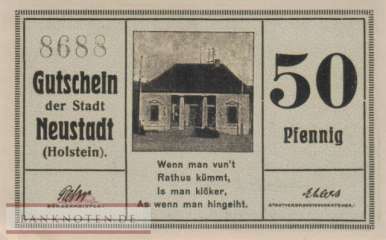 8688
Gutschein
der Stadt
Neustadt
(Holstein).
50
Pfennig
Wenn man vun't
Rathus kümmt,
Is man klöker,
As wenn man hingeiht.
BANKNOTEN.DE